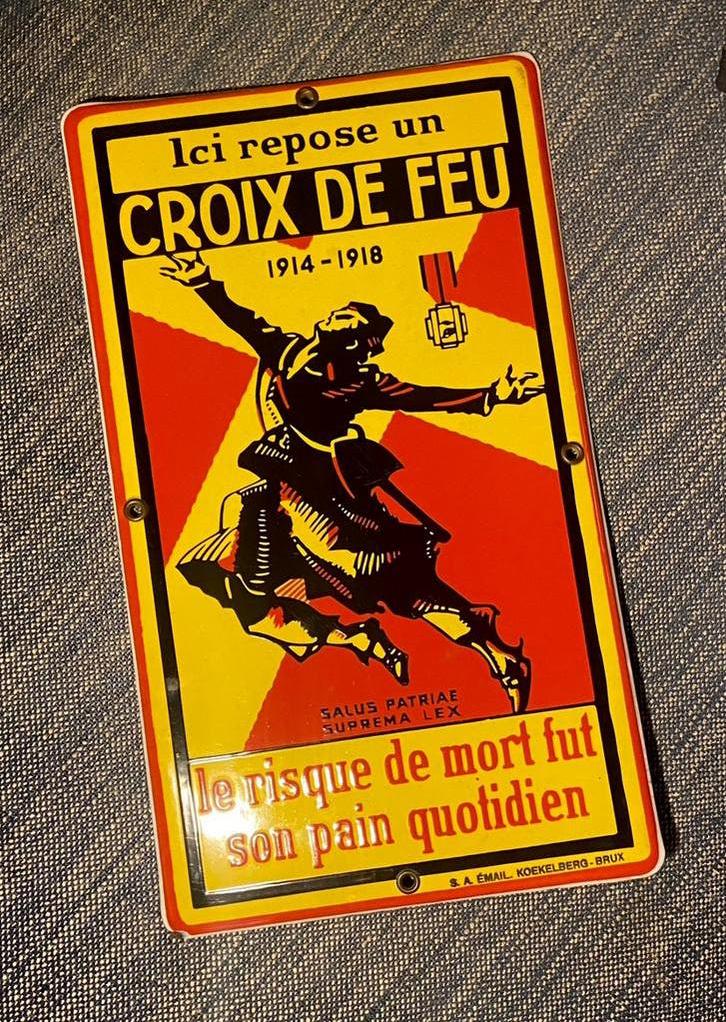 Ici repose un
CROIX DE FEU
1914-1918
SALUS PATRIAE
SUPREMA LEX
le risque de mort fut
son pain quotidien
S. A. ÉMAIL. KOEKELBERG-BRUX